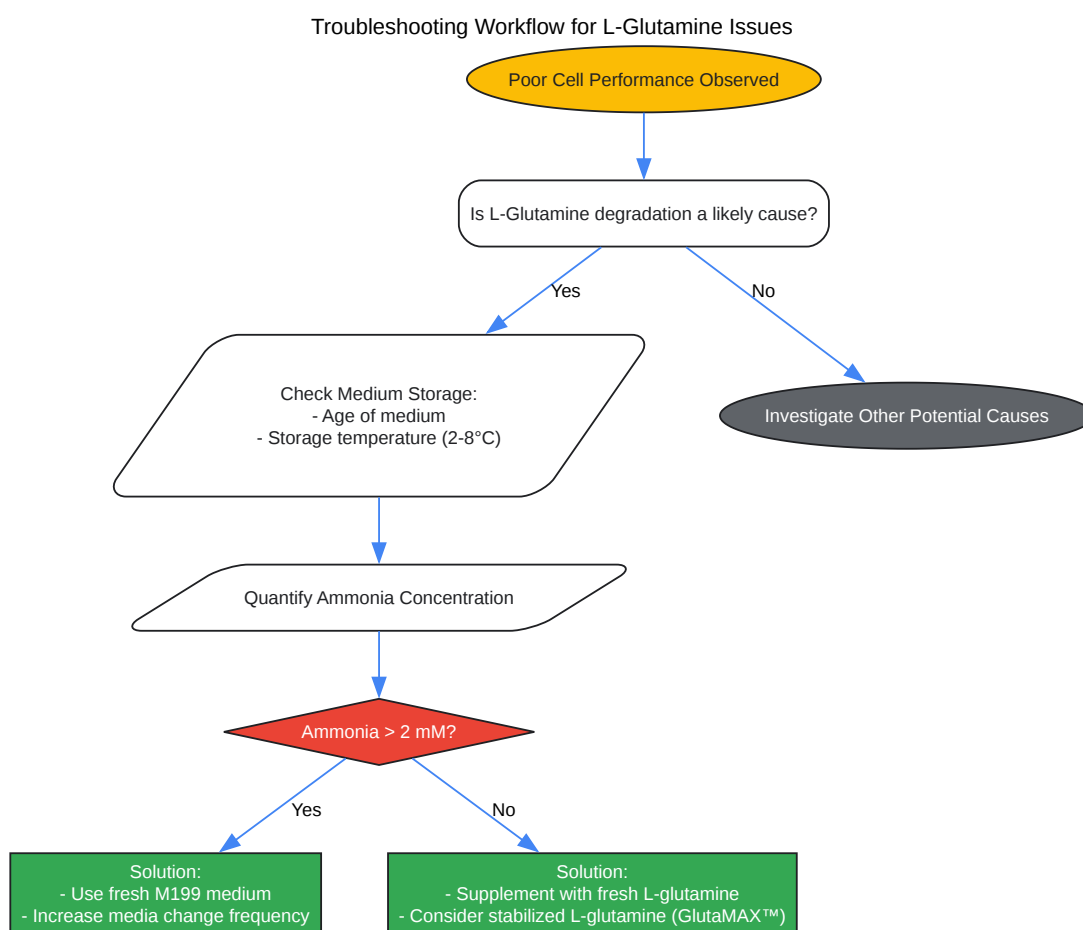 Troubleshooting Workflow for L-Glutamine Issues
Poor Cell Performance Observed
Is L-Glutamine degradation a likely cause?
Yes
No
Check Medium Storage:
- Age of medium
- Storage temperature (2-8°C)
Investigate Other Potential Causes
Quantify Ammonia Concentration
Ammonia > 2 mM?
Yes
No
Solution:
- Use fresh M199 medium
- Increase media change frequency
Solution:
- Supplement with fresh L-glutamine
- Consider stabilized L-glutamine (GlutaMAX™)